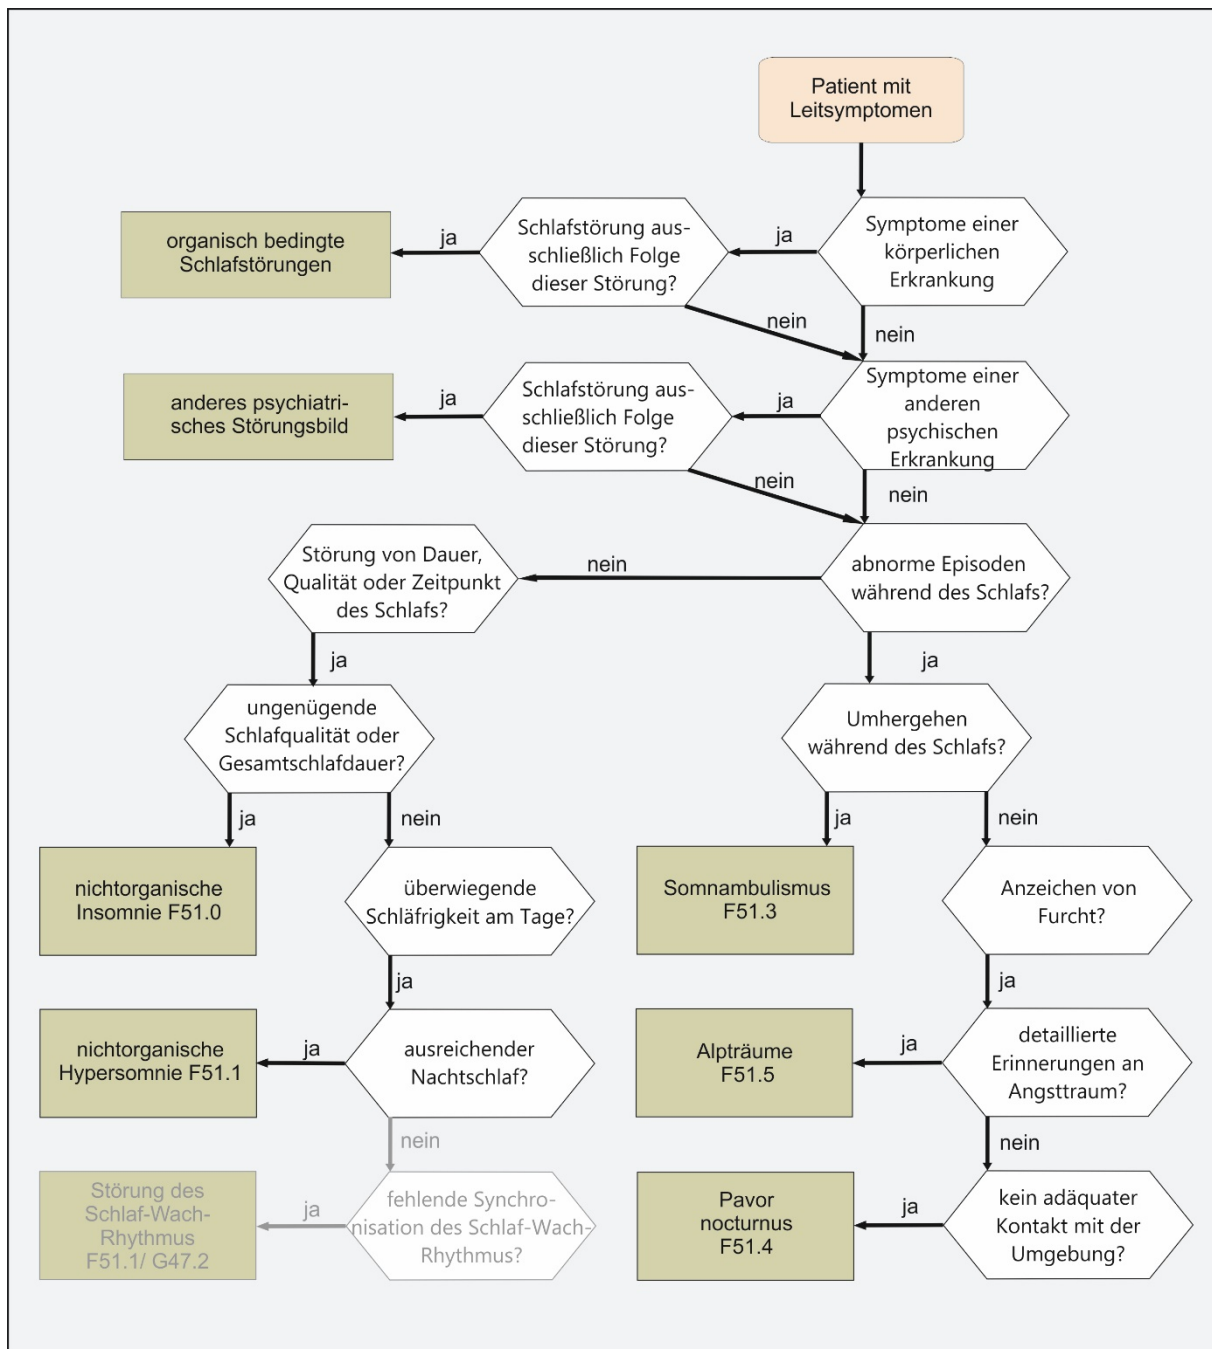 Patient mit
Leitsymptomen
Symptome einer
körperlichen
Erkrankung
ja
Schlafstörung aus-
schließlich Folge
dieser Störung?
ja
organisch bedingte
Schlafstörungen
nein
nein
Symptome einer
anderen
psychischen
Erkrankung
ja
Schlafstörung aus-
schließlich Folge
dieser Störung?
ja
anderes psychiatri-
sches Störungsbild
nein
nein
abnorme Episoden
während des Schlafs?
nein
Störung von Dauer,
Qualität oder Zeitpunkt
des Schlafs?
ja
ungenügende
Schlafqualität oder
Gesamtschlafdauer?
ja
nichtorganische
Insomnie F51.0
nein
überwiegende
Schläfrigkeit am Tage?
ja
ausreichender
Nachtschlaf?
ja
nichtorganische
Hypersomnie F51.1
nein
fehlende Synchro-
nisation des Schlaf-Wach-
Rhythmus?
ja
Störung des
Schlaf-Wach-
Rhythmus
F51.1/ G47.2
ja
Umhergehen
während des Schlafs?
ja
Somnambulismus
F51.3
nein
Anzeichen von
Furcht?
ja
detaillierte
Erinnerungen an
Angsttraum?
ja
Alpträume
F51.5
nein
kein adäquater
Kontakt mit der
Umgebung?
ja
Pavor
nocturnus
F51.4